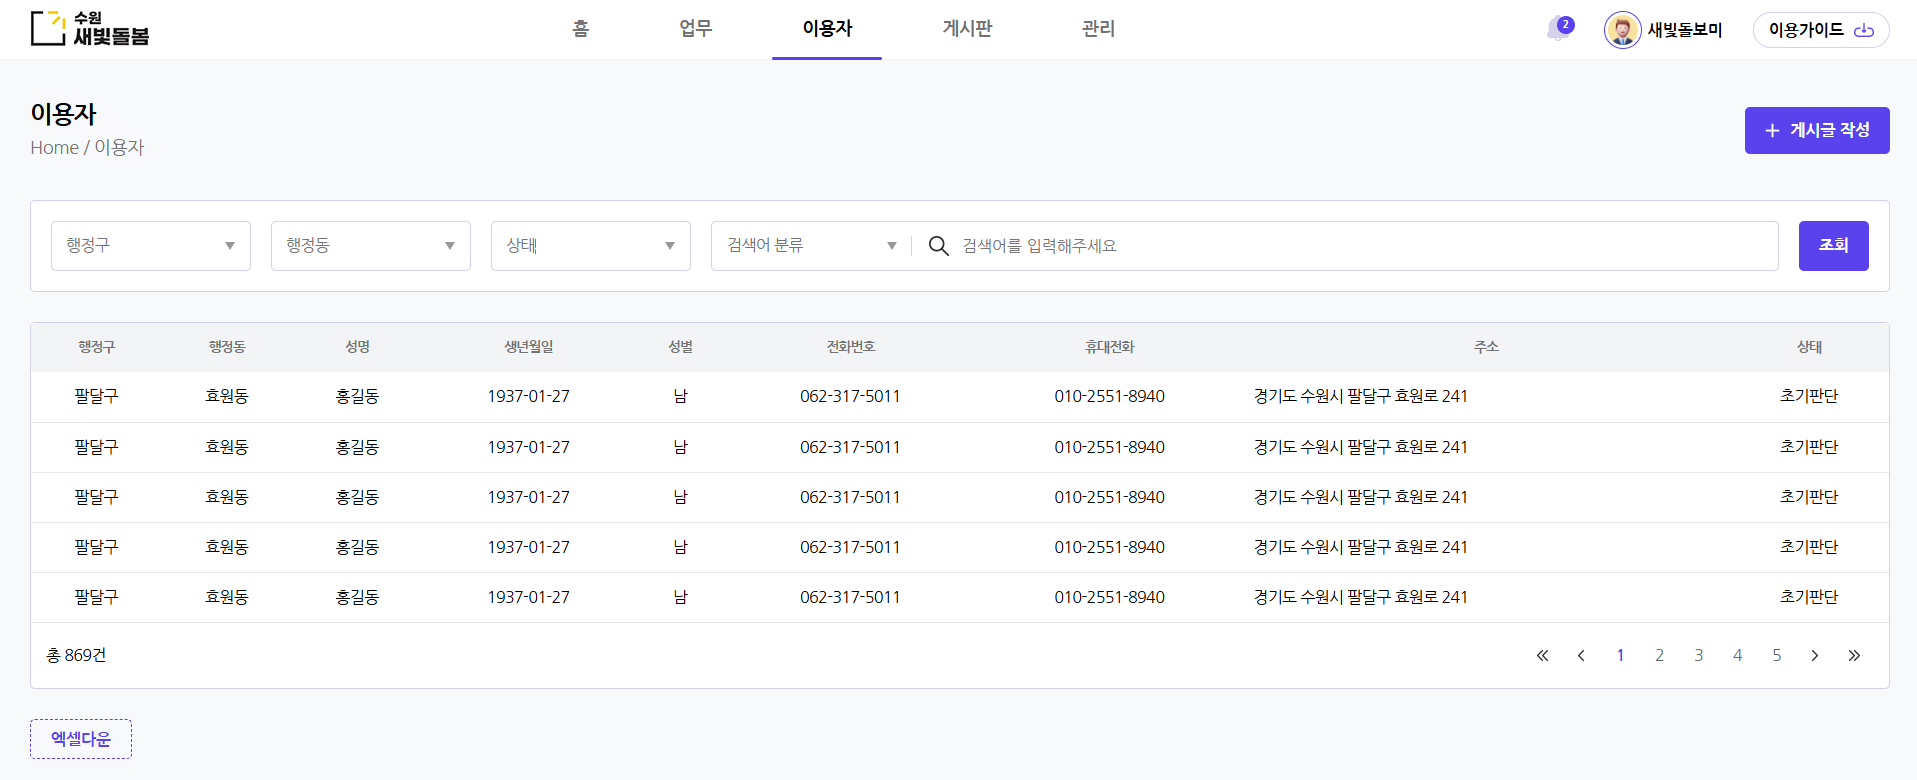 수원
새빛돌봄
홈 업무 이용자 게시판 관리
2 새빛돌보미 이용가이드
이용자
Home / 이용자
+ 게시글 작성
행정구 행정동 상태 검색어 분류 검색어를 입력해주세요 조회
행정구 행정동 성명 생년월일 성별 전화번호 휴대전화 주소 상태
팔달구 효원동 홍길동 1937-01-27 남 062-317-5011 010-2551-8940 경기도 수원시 팔달구 효원로 241 초기판단
팔달구 효원동 홍길동 1937-01-27 남 062-317-5011 010-2551-8940 경기도 수원시 팔달구 효원로 241 초기판단
팔달구 효원동 홍길동 1937-01-27 남 062-317-5011 010-2551-8940 경기도 수원시 팔달구 효원로 241 초기판단
팔달구 효원동 홍길동 1937-01-27 남 062-317-5011 010-2551-8940 경기도 수원시 팔달구 효원로 241 초기판단
팔달구 효원동 홍길동 1937-01-27 남 062-317-5011 010-2551-8940 경기도 수원시 팔달구 효원로 241 초기판단
총 869건 « ‹ 1 2 3 4 5 › »
엑셀다운